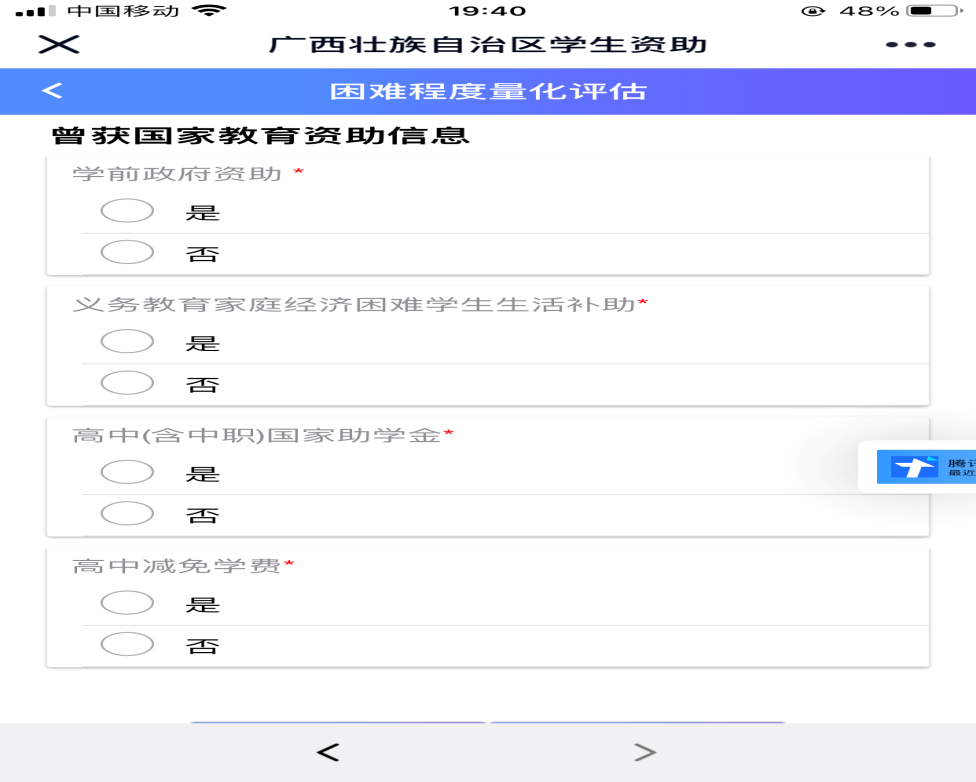 中国移动 19:40 48%
广西壮族自治区学生资助
困难程度量化评估
曾获国家教育资助信息
学前政府资助 *
是
否
义务教育家庭经济困难学生生活补助*
是
否
高中(含中职)国家助学金*
是
否
腾讯
最近
高中减免学费*
是
否